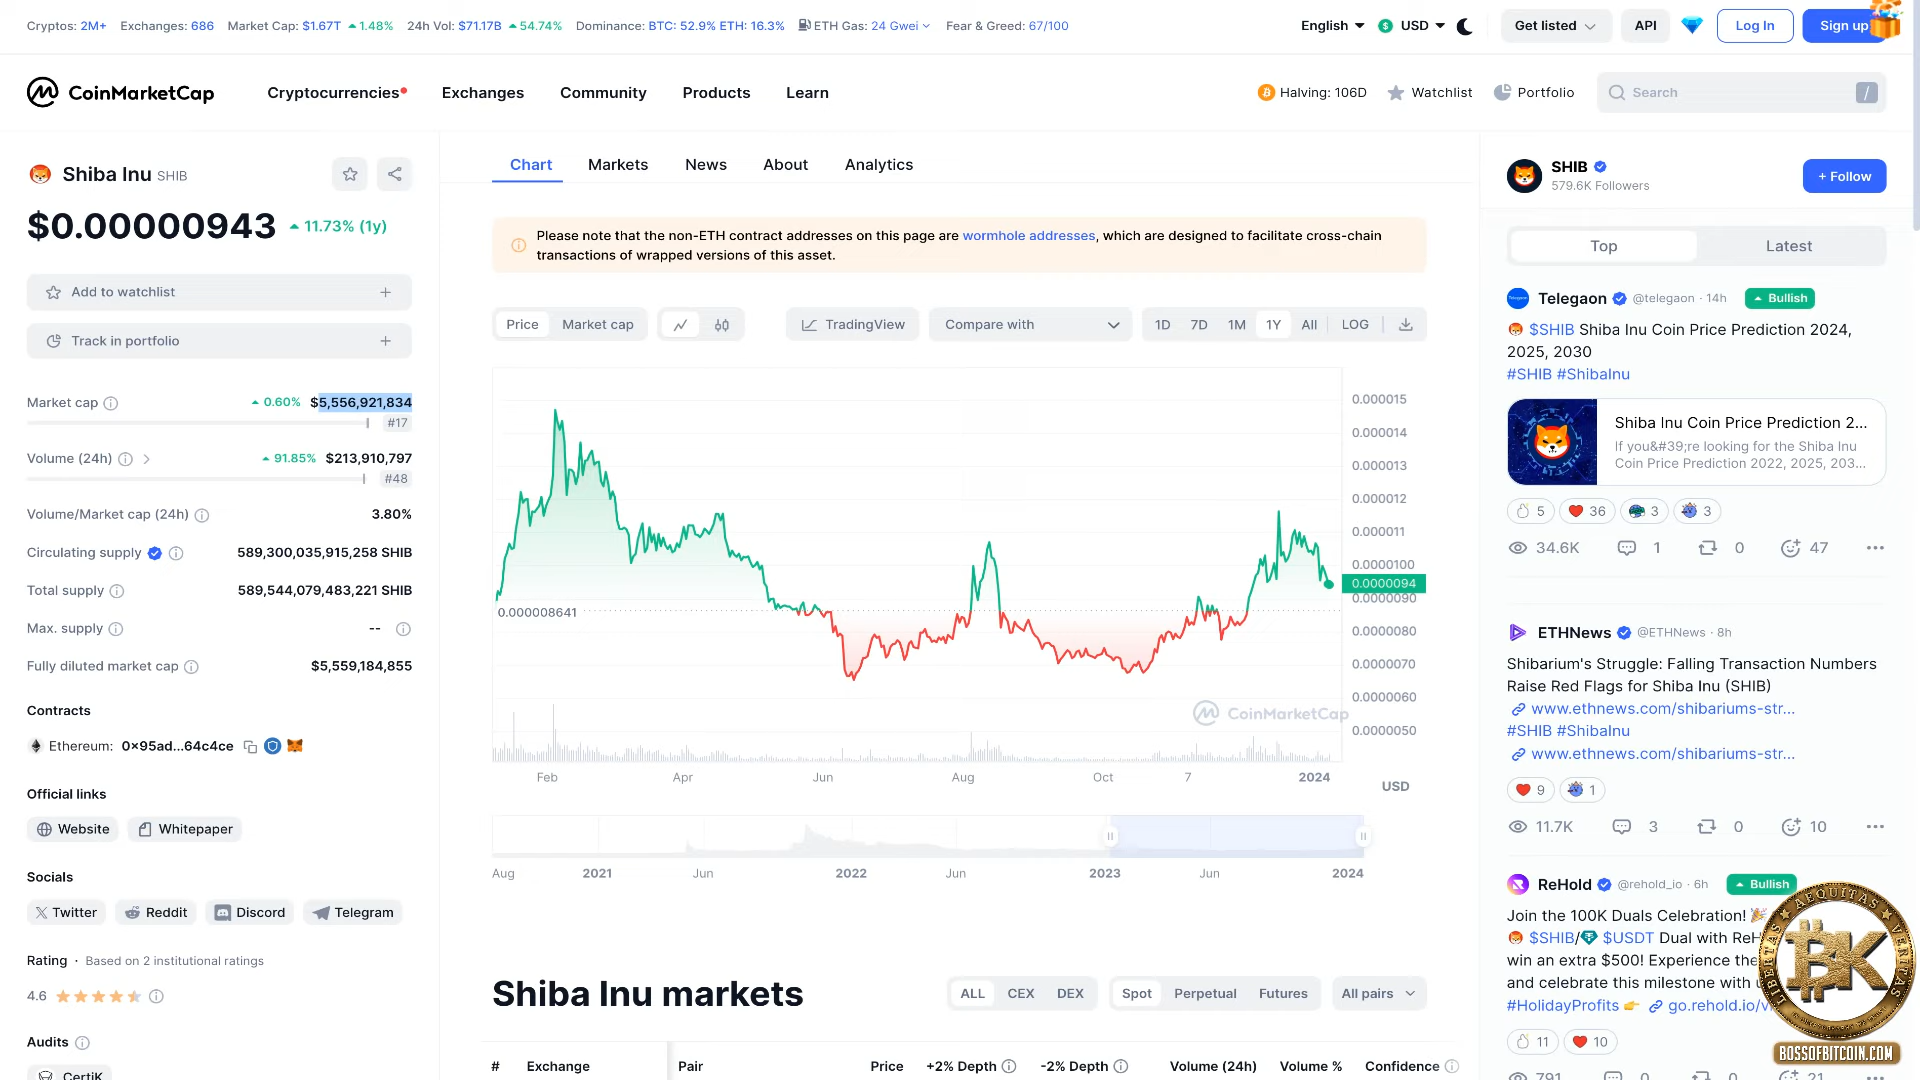 Cryptos: 2M+ Exchanges: 686 Market Cap: $1.67T 1.48% 24h Vol: $71.17B 54.74% Dominance: BTC: 52.9% ETH: 16.3% ETH Gas: 24 Gwei Fear & Greed: 67/100
English USD Get listed API Log In Sign up
CoinMarketCap Cryptocurrencies Exchanges Community Products Learn
Halving: 106D Watchlist Portfolio Search /
Shiba Inu SHIB
$0.00000943 11.73% (1y)
Add to watchlist +
Track in portfolio +
Market cap 0.60% $5,556,921,834
#17
Volume (24h) 91.85% $213,910,797
#48
Volume/Market cap (24h) 3.80%
Circulating supply 589,300,035,915,258 SHIB
Total supply 589,544,079,483,221 SHIB
Max. supply --
Fully diluted market cap $5,559,184,855
Contracts
Ethereum: 0x95ad...64c4ce
Official links
Website Whitepaper
Socials
Twitter Reddit Discord Telegram
Rating · Based on 2 institutional ratings
4.6
Audits
CertiK
Chart Markets News About Analytics
Please note that the non-ETH contract addresses on this page are wormhole addresses, which are designed to facilitate cross-chain
transactions of wrapped versions of this asset.
Price Market cap TradingView Compare with 1D 7D 1M 1Y All LOG
0.000015
0.000014
0.000013
0.000012
0.000011
0.0000100
0.0000094
0.0000090
0.000008641
0.0000080
0.0000070
0.0000060
CoinMarketCap
0.0000050
Feb Apr Jun Aug Oct 7 2024
USD
Aug 2021 Jun 2022 Jun 2023 Jun 2024
Shiba Inu markets
ALL CEX DEX Spot Perpetual Futures All pairs
# Exchange Pair Price +2% Depth -2% Depth Volume (24h) Volume % Confidence
SHIB
579.6K Followers
+ Follow
Top Latest
Telegaon @telegaon · 14h Bullish
$SHIB Shiba Inu Coin Price Prediction 2024,
2025, 2030
#SHIB #ShibaInu
Shiba Inu Coin Price Prediction 2...
If you&#39;re looking for the Shiba Inu
Coin Price Prediction 2022, 2025, 203...
5 36 3 3
34.6K 1 0 47
ETHNews @ETHNews · 8h
Shibarium's Struggle: Falling Transaction Numbers
Raise Red Flags for Shiba Inu (SHIB)
www.ethnews.com/shibariums-str...
#SHIB #ShibaInu
www.ethnews.com/shibariums-str...
9 1
11.7K 3 0 10
ReHold @rehold_io · 6h Bullish
Join the 100K Duals Celebration!
$SHIB/ $USDT Dual with ReH
win an extra $500! Experience the
and celebrate this milestone with
#HolidayProfits go.rehold.io/
11 10
791 0 0 21
AEQUITAS VERITAS LIBERTAS
BK
BOSSOFBITCOIN.COM